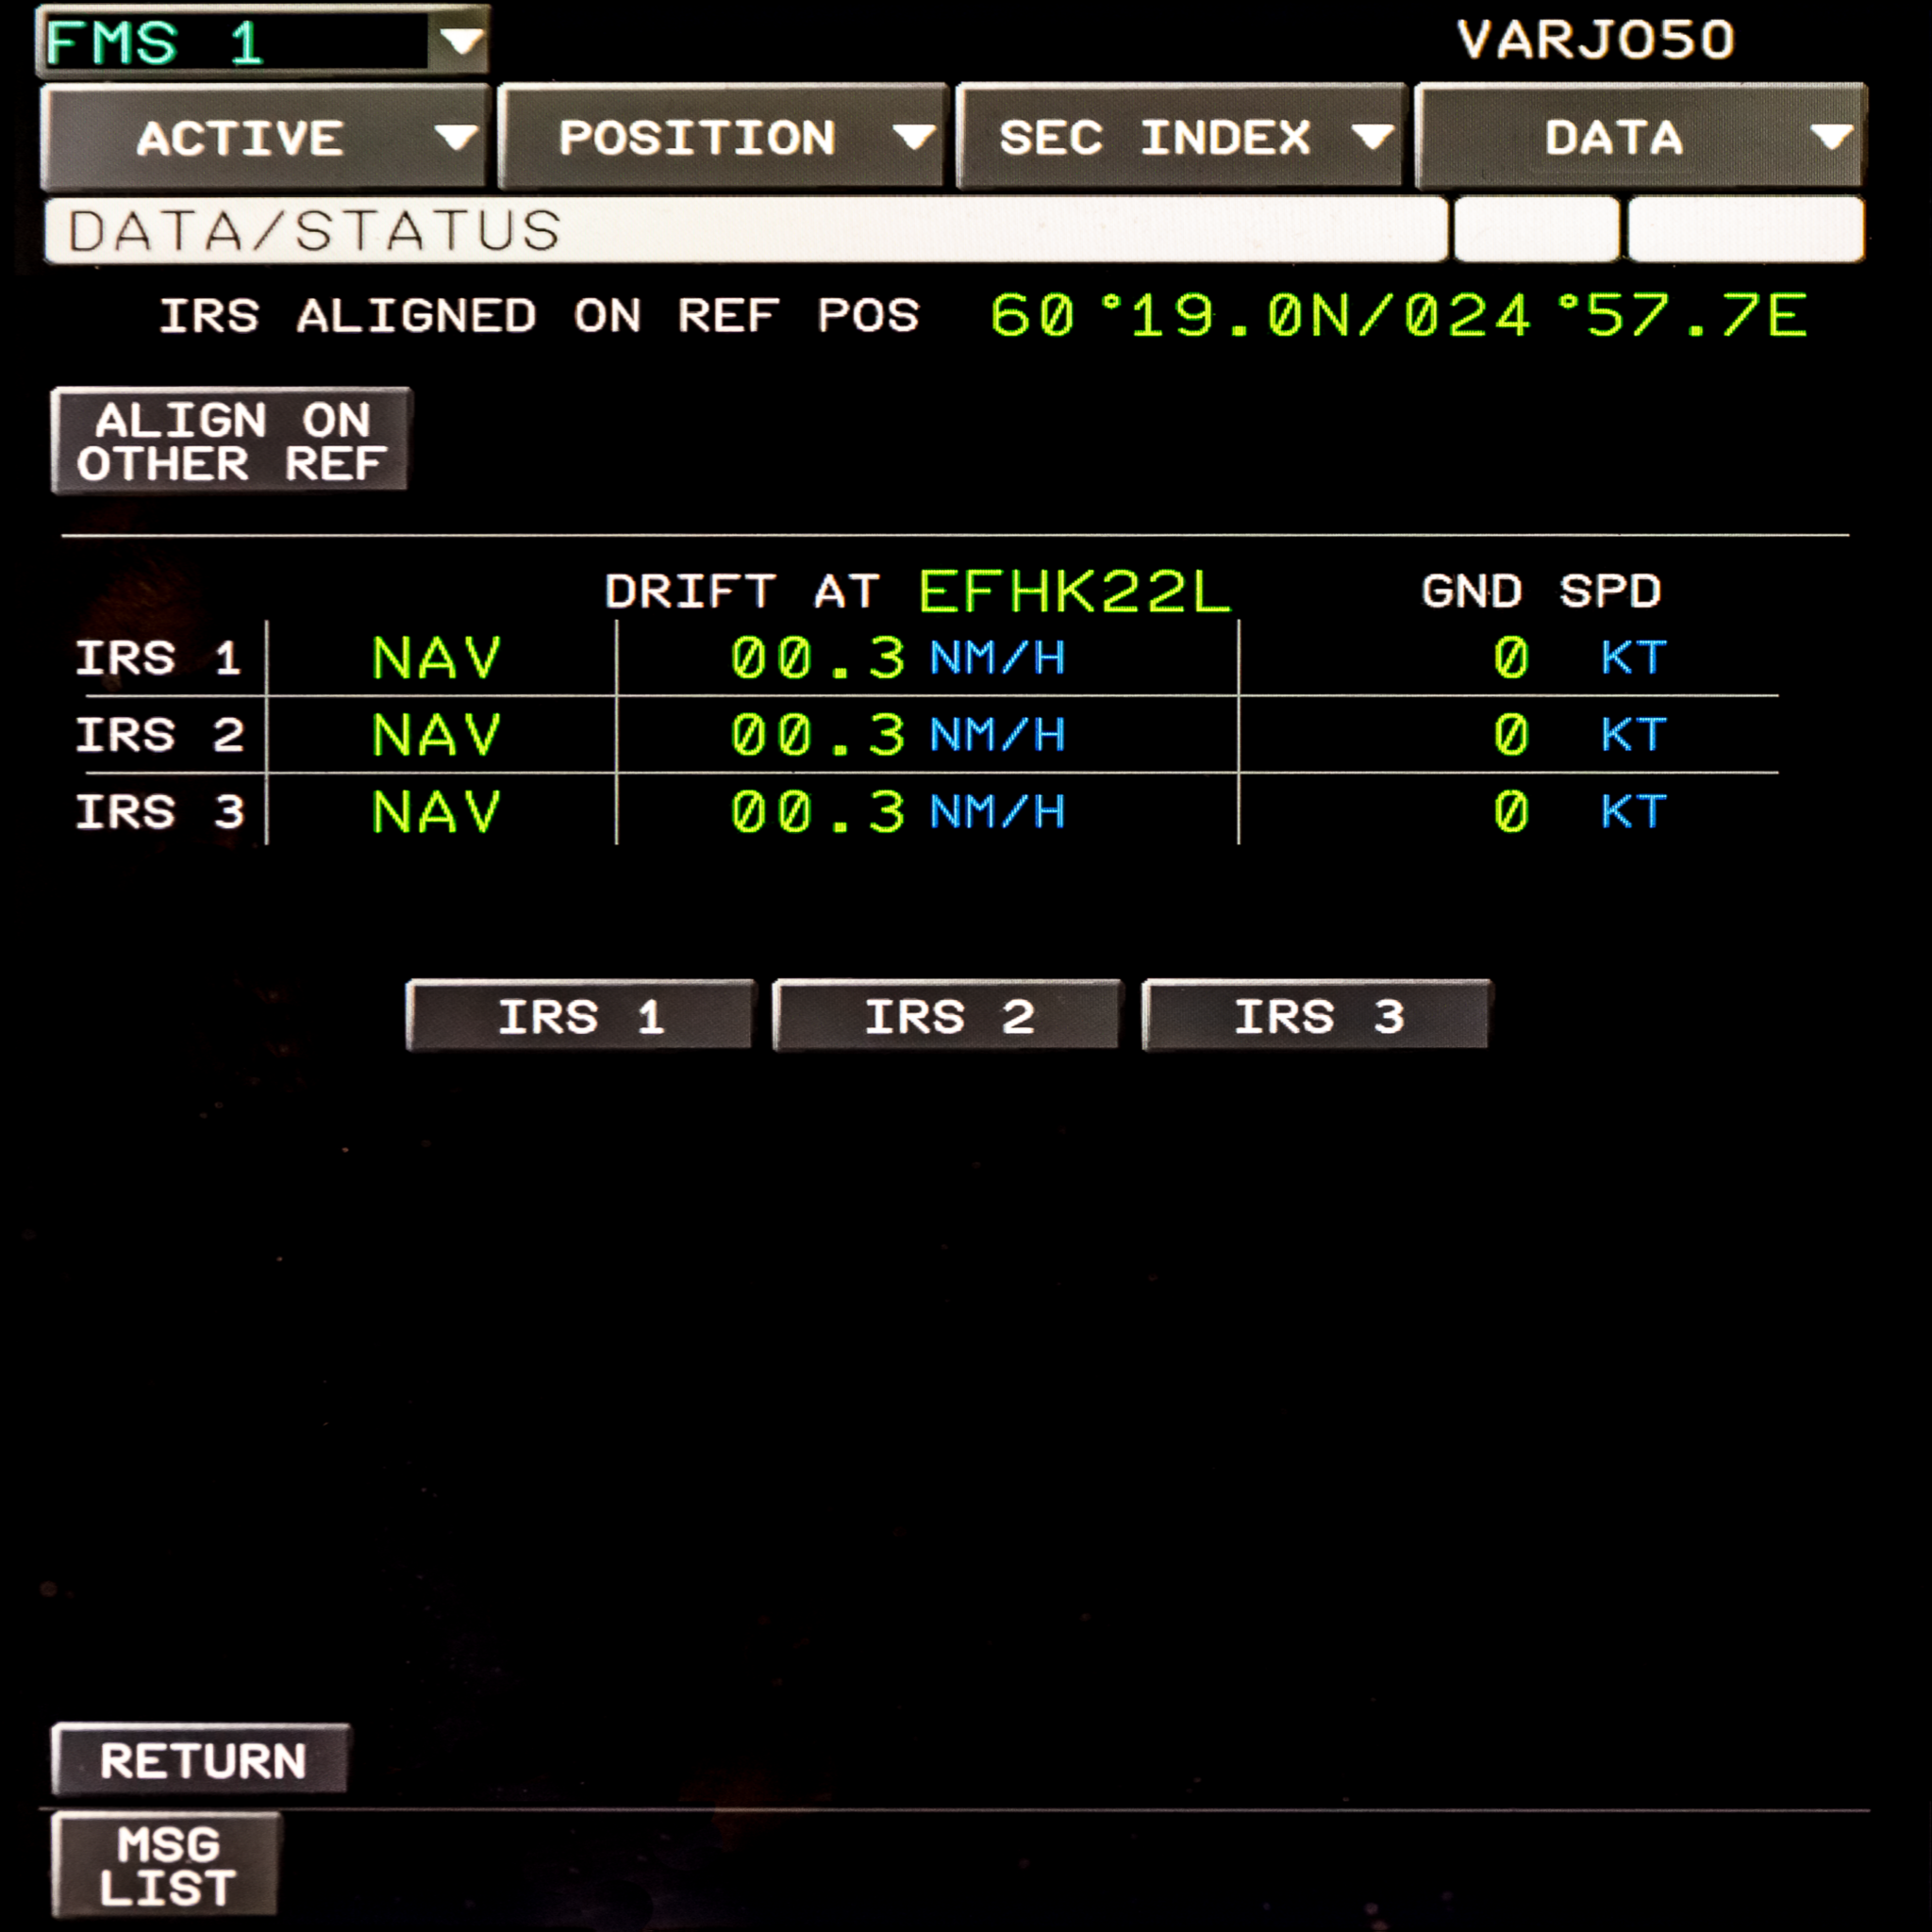 FMS 1
VARJO50
ACTIVE POSITION SEC INDEX DATA
DATA/STATUS
IRS ALIGNED ON REF POS 60°19.0N/024°57.7E
ALIGN ON
OTHER REF
DRIFT AT EFHK22L GND SPD
IRS 1 NAV 00.3 NM/H 0 KT
IRS 2 NAV 00.3 NM/H 0 KT
IRS 3 NAV 00.3 NM/H 0 KT
IRS 1 IRS 2 IRS 3
RETURN
MSG
LIST